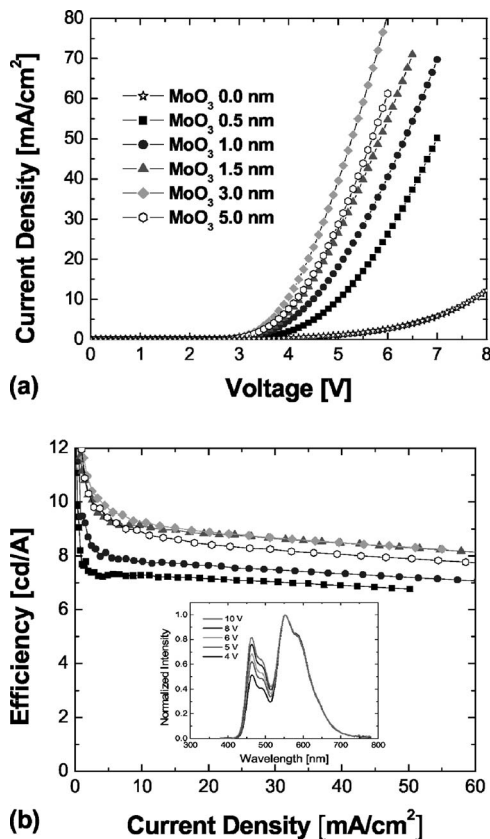 80
70
60
50
40
30
20
10
0
Current Density [mA/cm²]
MoO₃ 0.0 nm
MoO₃ 0.5 nm
MoO₃ 1.0 nm
MoO₃ 1.5 nm
MoO₃ 3.0 nm
MoO₃ 5.0 nm
0 1 2 3 4 5 6 7 8
Voltage [V]
(a)
12
10
8
6
4
2
0
Efficiency [cd/A]
1.0
0.8
0.6
0.4
0.2
0.0
Normalized Intensity
10 V
8 V
6 V
5 V
4 V
300 400 500 600 700 800
Wavelength [nm]
0 10 20 30 40 50 60
Current Density [mA/cm²]
(b)